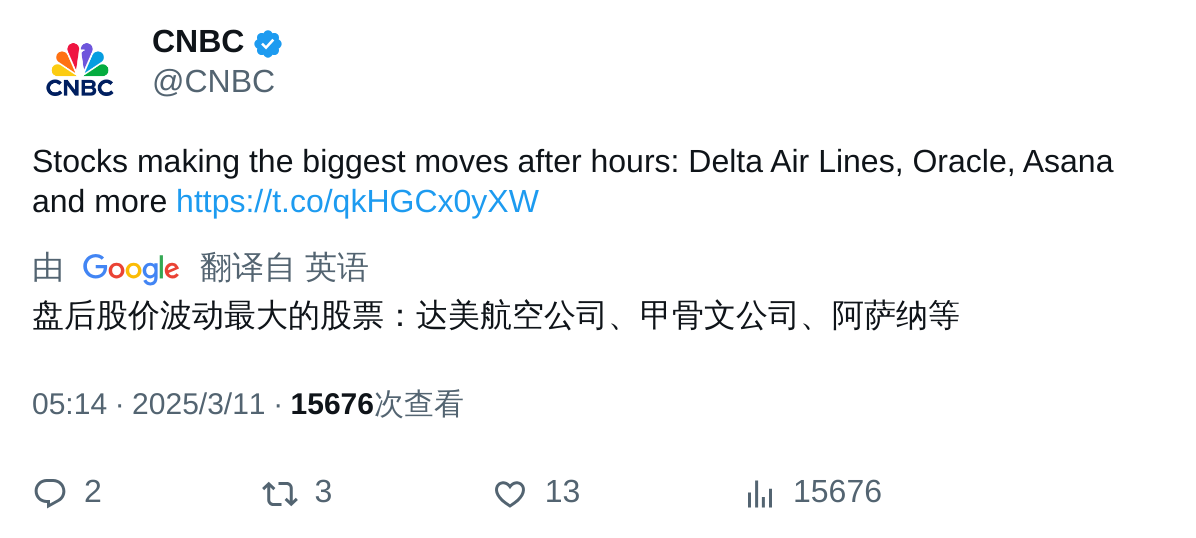 CNBC
CNBC
@CNBC
Stocks making the biggest moves after hours: Delta Air Lines, Oracle, Asana
and more https://t.co/qkHGCx0yXW
由 Google 翻译自 英语
盘后股价波动最大的股票：达美航空公司、甲骨文公司、阿萨纳等
05:14 · 2025/3/11 · 15676次查看
2 3 13 15676